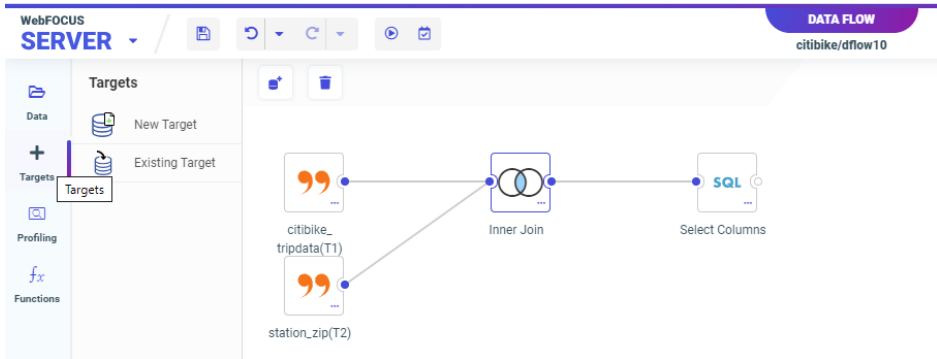 WebFOCUS
SERVER
DATA FLOW
citibike/dflow10
Data
Targets
Profiling
fx
Functions
Targets
New Target
Existing Target
Targets
citibike_
tripdata(T1)
station_zip(T2)
Inner Join
SQL
Select Columns